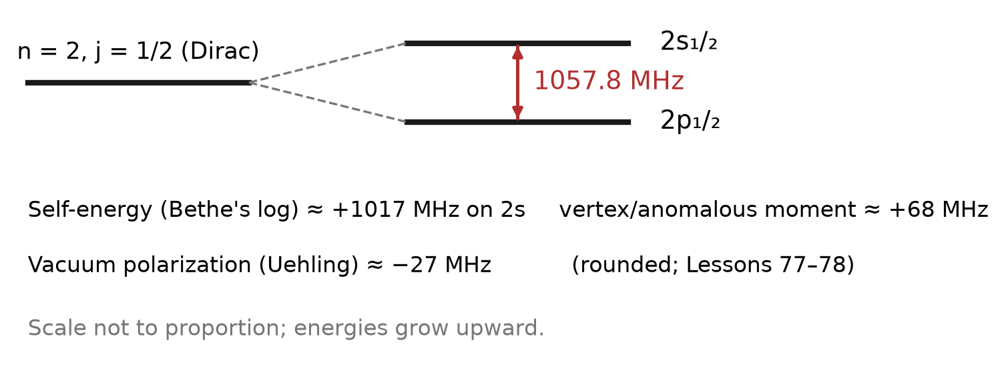 2s₁/₂
n = 2, j = 1/2 (Dirac)
1057.8 MHz
2p₁/₂
Self-energy (Bethe's log) ≈ +1017 MHz on 2s vertex/anomalous moment ≈ +68 MHz
Vacuum polarization (Uehling) ≈ −27 MHz (rounded; Lessons 77–78)
Scale not to proportion; energies grow upward.